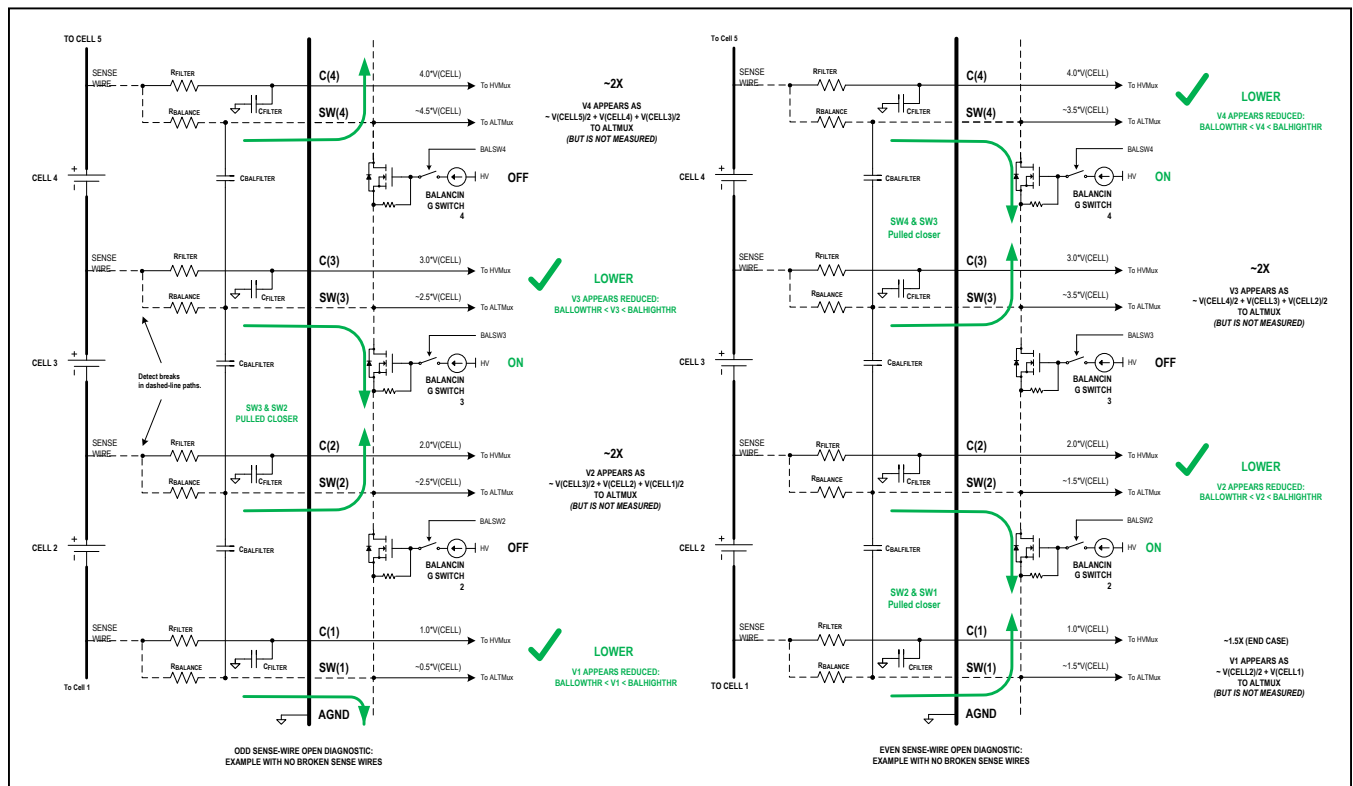 TO CELL 5
SENSE
WIRE
RFILTER
C(4)
4.0*V(CELL)
To HVMux
CFILTER
RBALANCE
SW(4)
~4.5*V(CELL)
To ALTMux
~2X
V4 APPEARS AS
~ V(CELL5)/2 + V(CELL4) + V(CELL3)/2
TO ALTMUX
(BUT IS NOT MEASURED)
BALSW4
CELL 4
+
CBALFILTER
HV
OFF
BALANCIN
G SWITCH
4
SENSE
WIRE
RFILTER
C(3)
3.0*V(CELL)
To HVMux
CFILTER
RBALANCE
SW(3)
~2.5*V(CELL)
To ALTMux
LOWER
V3 APPEARS REDUCED:
BALLOWTHR < V3 < BALHIGHTHR
BALSW3
CELL 3
+
Detect breaks
in dashed-line paths.
CBALFILTER
HV
ON
BALANCIN
G SWITCH
3
SW3 & SW2
PULLED CLOSER
SENSE
WIRE
RFILTER
C(2)
2.0*V(CELL)
To HVMux
CFILTER
RBALANCE
SW(2)
~2.5*V(CELL)
To ALTMux
~2X
V2 APPEARS AS
~ V(CELL3)/2 + V(CELL2) + V(CELL1)/2
TO ALTMUX
(BUT IS NOT MEASURED)
BALSW2
CELL 2
+
CBALFILTER
HV
OFF
BALANCIN
G SWITCH
2
SENSE
WIRE
RFILTER
C(1)
1.0*V(CELL)
To HVMux
CFILTER
RBALANCE
SW(1)
~0.5*V(CELL)
To ALTMux
LOWER
V1 APPEARS REDUCED:
BALLOWTHR < V1 < BALHIGHTHR
To Cell 1
AGND
ODD SENSE-WIRE OPEN DIAGNOSTIC:
EXAMPLE WITH NO BROKEN SENSE WIRES
To Cell 5
SENSE
WIRE
RFILTER
C(4)
4.0*V(CELL)
To HVMux
CFILTER
RBALANCE
SW(4)
~3.5*V(CELL)
To ALTMux
LOWER
V4 APPEARS REDUCED:
BALLOWTHR < V4 < BALHIGHTHR
BALSW4
CELL 4
+
CBALFILTER
HV
ON
BALANCIN
G SWITCH
4
SW4 & SW3
Pulled closer
SENSE
WIRE
RFILTER
C(3)
3.0*V(CELL)
To HVMux
CFILTER
RBALANCE
SW(3)
~3.5*V(CELL)
To ALTMux
~2X
V3 APPEARS AS
~ V(CELL4)/2 + V(CELL3) + V(CELL2)/2
TO ALTMUX
(BUT IS NOT MEASURED)
BALSW3
CELL 3
+
CBALFILTER
HV
OFF
BALANCIN
G SWITCH
3
SENSE
WIRE
RFILTER
C(2)
2.0*V(CELL)
To HVMux
CFILTER
RBALANCE
SW(2)
~1.5*V(CELL)
To ALTMux
LOWER
V2 APPEARS REDUCED:
BALLOWTHR < V2 < BALHIGHTHR
BALSW2
CELL 2
+
CBALFILTER
HV
ON
BALANCIN
G SWITCH
2
SW2 & SW1
Pulled closer
SENSE
WIRE
RFILTER
C(1)
1.0*V(CELL)
To HVMux
CFILTER
RBALANCE
SW(1)
~1.5*V(CELL)
To ALTMux
~1.5X (END CASE)
V1 APPEARS AS
~ V(CELL2)/2 + V(CELL1)
TO ALTMUX
(BUT IS NOT MEASURED)
TO CELL 1
AGND
EVEN SENSE-WIRE OPEN DIAGNOSTIC:
EXAMPLE WITH NO BROKEN SENSE WIRES